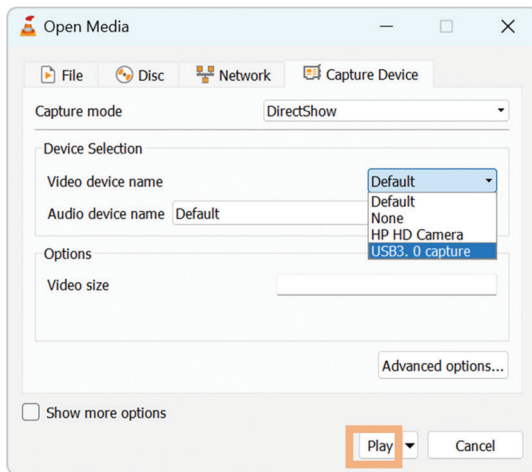 Open Media
File Disc Network Capture Device
Capture mode DirectShow
Device Selection
Video device name Default
Default
None
Audio device name Default
HP HD Camera
USB3. 0 capture
Options
Video size
Advanced options...
Show more options
Play Cancel